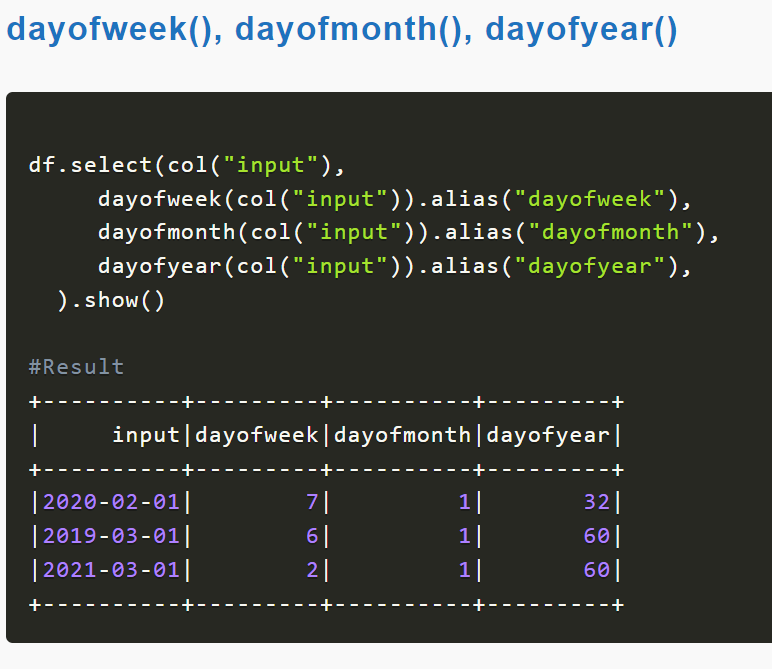 dayofweek(), dayofmonth(), dayofyear()
df.select(col("input"),
     dayofweek(col("input")).alias("dayofweek"),
     dayofmonth(col("input")).alias("dayofmonth"),
     dayofyear(col("input")).alias("dayofyear"),
  ).show()
#Result
+----------+---------+----------+---------+
|     input|dayofweek|dayofmonth|dayofyear|
+----------+---------+----------+---------+
|2020-02-01|        7|         1|       32|
|2019-03-01|        6|         1|       60|
|2021-03-01|        2|         1|       60|
+----------+---------+----------+---------+